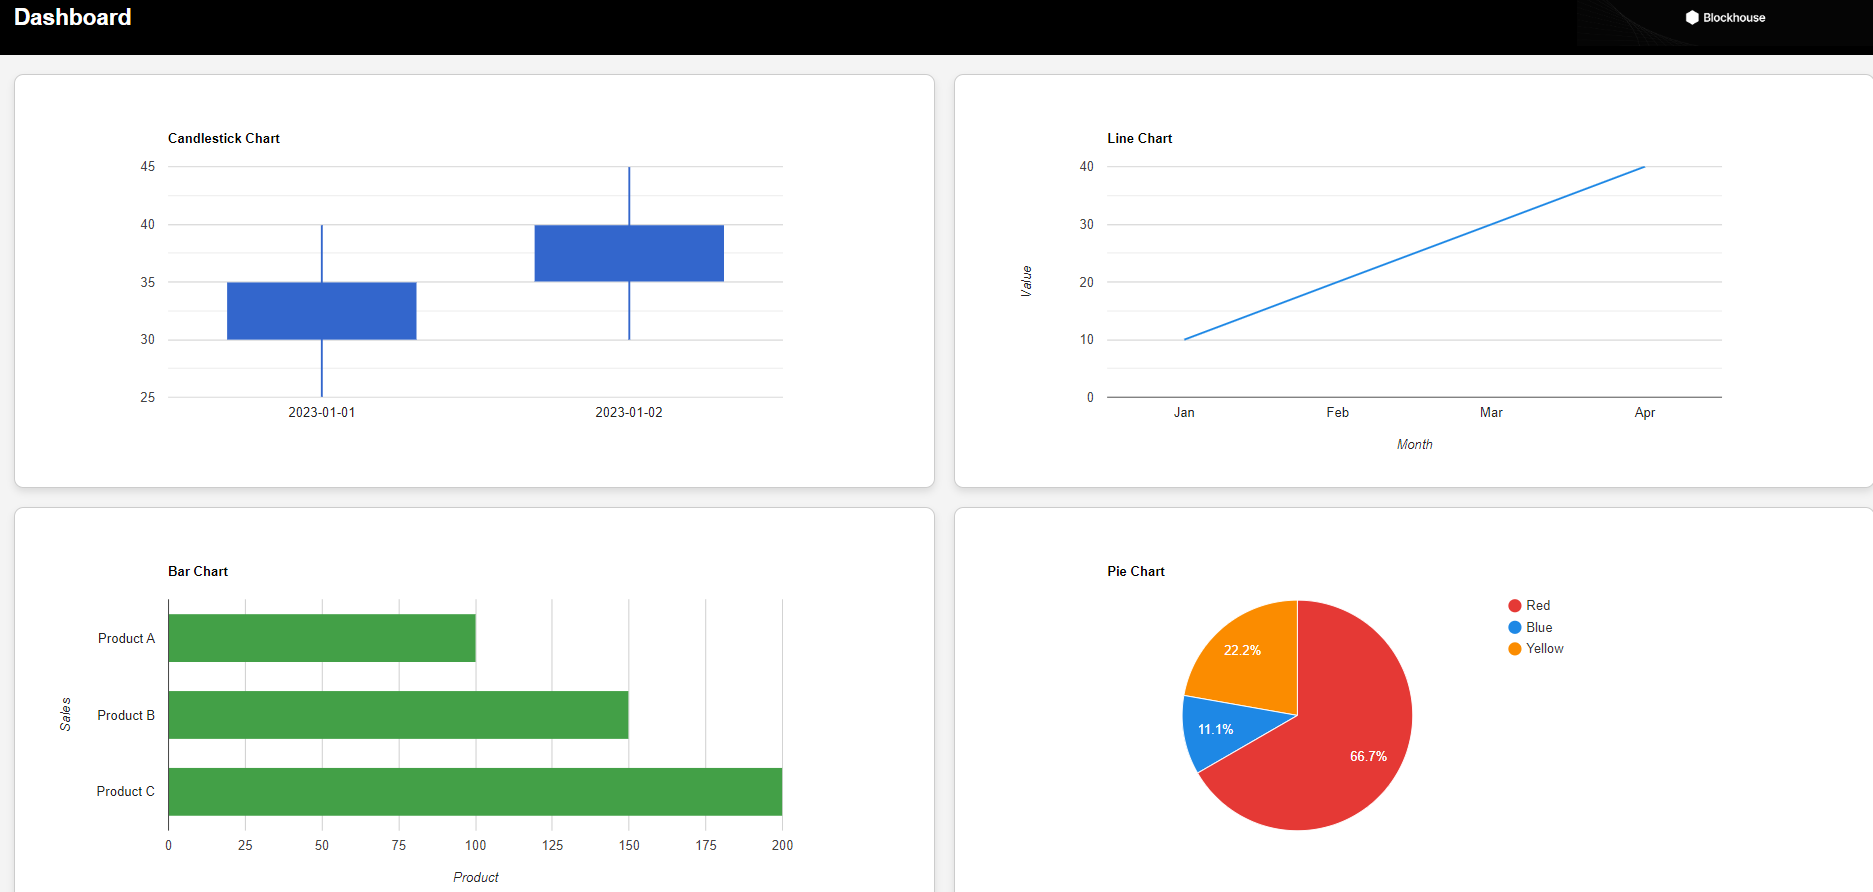 Dashboard
Blockhouse
Candlestick Chart
45
40
35
30
25
2023-01-01 2023-01-02
Line Chart
Value
40
30
20
10
0
Jan Feb Mar Apr
Month
Bar Chart
Sales
Product A
Product B
Product C
0 25 50 75 100 125 150 175 200
Product
Pie Chart
22.2%
11.1%
66.7%
Red
Blue
Yellow